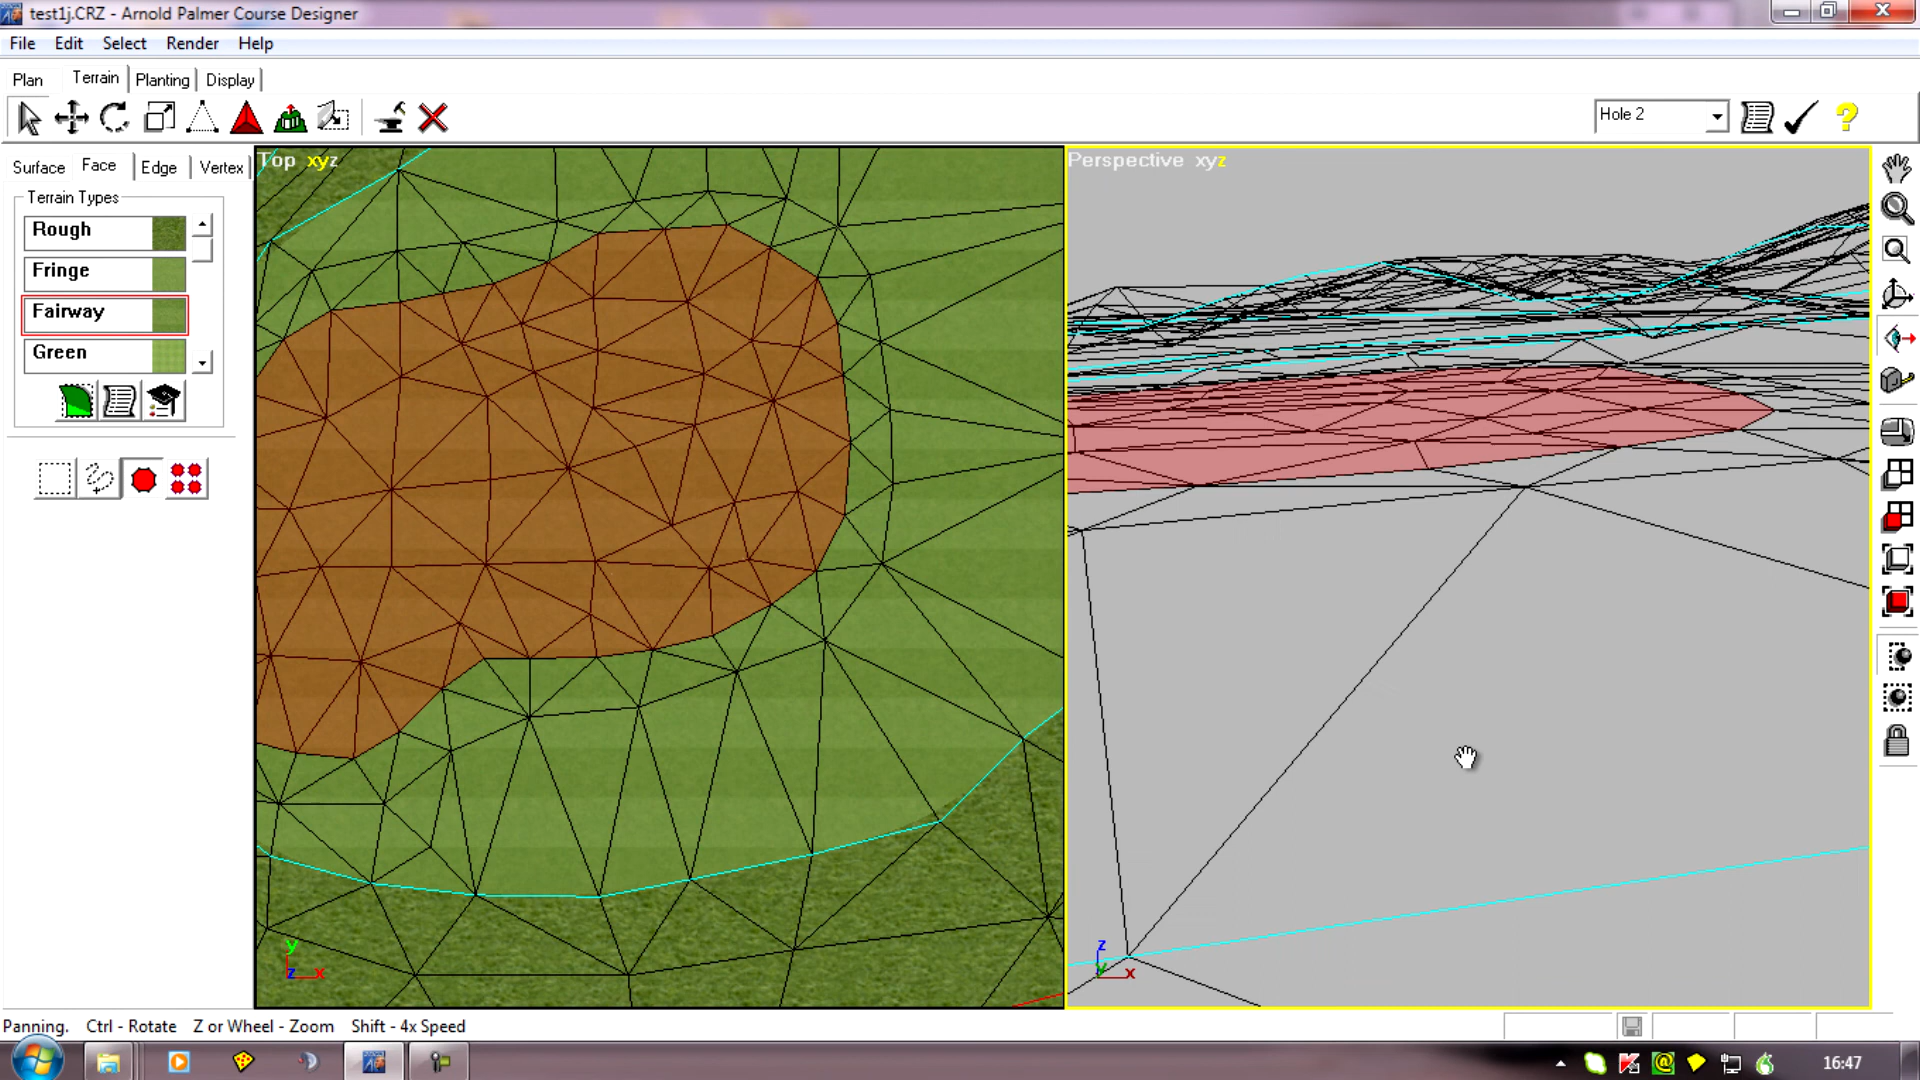 test1j.CRZ - Arnold Palmer Course Designer
File Edit Select Render Help
Plan Terrain Planting Display
Hole 2
Surface Face Edge Vertex
Top xyz
Perspective xyz
Terrain Types
Rough
Fringe
Fairway
Green
y
z x
z
y x
Panning. Ctrl - Rotate Z or Wheel - Zoom Shift - 4x Speed
16:47